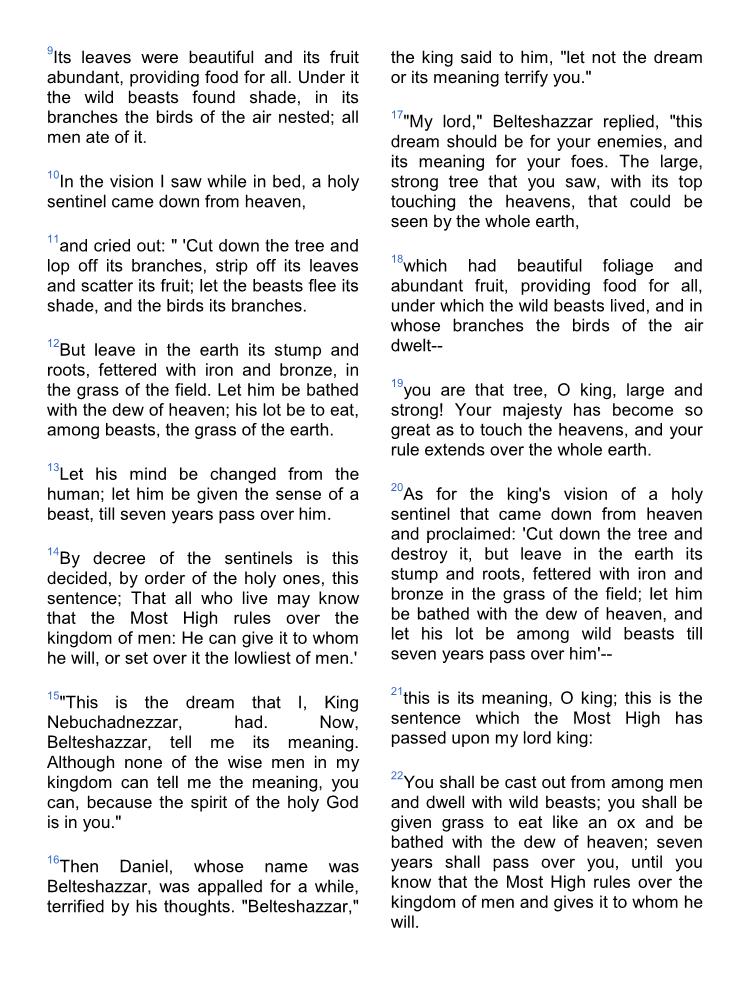 9Its leaves were beautiful and its fruit
abundant, providing food for all. Under it
the wild beasts found shade, in its
branches the birds of the air nested; all
men ate of it.
10In the vision I saw while in bed, a holy
sentinel came down from heaven,
11and cried out: " 'Cut down the tree and
lop off its branches, strip off its leaves
and scatter its fruit; let the beasts flee its
shade, and the birds its branches.
12But leave in the earth its stump and
roots, fettered with iron and bronze, in
the grass of the field. Let him be bathed
with the dew of heaven; his lot be to eat,
among beasts, the grass of the earth.
13Let his mind be changed from the
human; let him be given the sense of a
beast, till seven years pass over him.
14By decree of the sentinels is this
decided, by order of the holy ones, this
sentence; That all who live may know
that the Most High rules over the
kingdom of men: He can give it to whom
he will, or set over it the lowliest of men.'
15"This is the dream that I, King
Nebuchadnezzar, had. Now,
Belteshazzar, tell me its meaning.
Although none of the wise men in my
kingdom can tell me the meaning, you
can, because the spirit of the holy God
is in you."
16Then Daniel, whose name was
Belteshazzar, was appalled for a while,
terrified by his thoughts. "Belteshazzar,"
the king said to him, "let not the dream
or its meaning terrify you."
17"My lord," Belteshazzar replied, "this
dream should be for your enemies, and
its meaning for your foes. The large,
strong tree that you saw, with its top
touching the heavens, that could be
seen by the whole earth,
18which had beautiful foliage and
abundant fruit, providing food for all,
under which the wild beasts lived, and in
whose branches the birds of the air
dwelt--
19you are that tree, O king, large and
strong! Your majesty has become so
great as to touch the heavens, and your
rule extends over the whole earth.
20As for the king's vision of a holy
sentinel that came down from heaven
and proclaimed: 'Cut down the tree and
destroy it, but leave in the earth its
stump and roots, fettered with iron and
bronze in the grass of the field; let him
be bathed with the dew of heaven, and
let his lot be among wild beasts till
seven years pass over him'--
21this is its meaning, O king; this is the
sentence which the Most High has
passed upon my lord king:
22You shall be cast out from among men
and dwell with wild beasts; you shall be
given grass to eat like an ox and be
bathed with the dew of heaven; seven
years shall pass over you, until you
know that the Most High rules over the
kingdom of men and gives it to whom he
will.